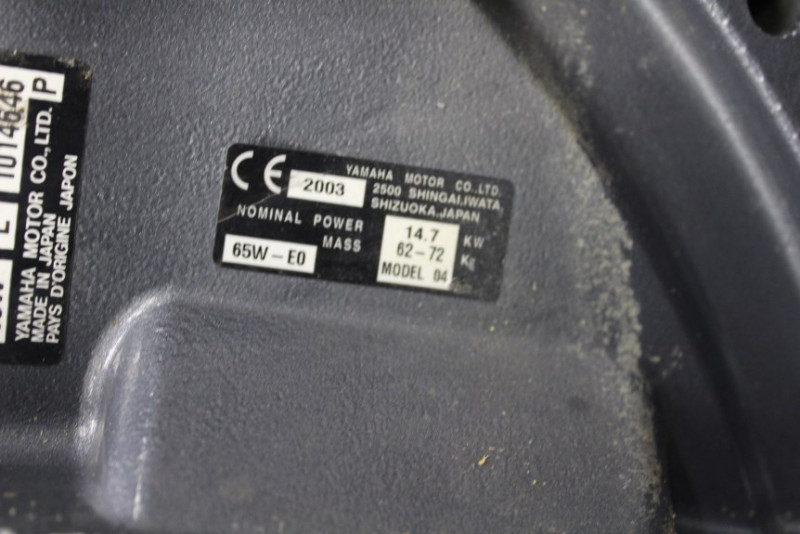 1014646 P
YAMAHA MOTOR CO., LTD.
MADE IN JAPAN
PAYS D'ORIGINE JAPON
CE 2003 YAMAHA MOTOR CO.,LTD.
2500 SHINGAI,IWATA,
SHIZUOKA,JAPAN
NOMINAL POWER 14.7 KW
MASS 62-72 Kg
65W-E0 MODEL 04